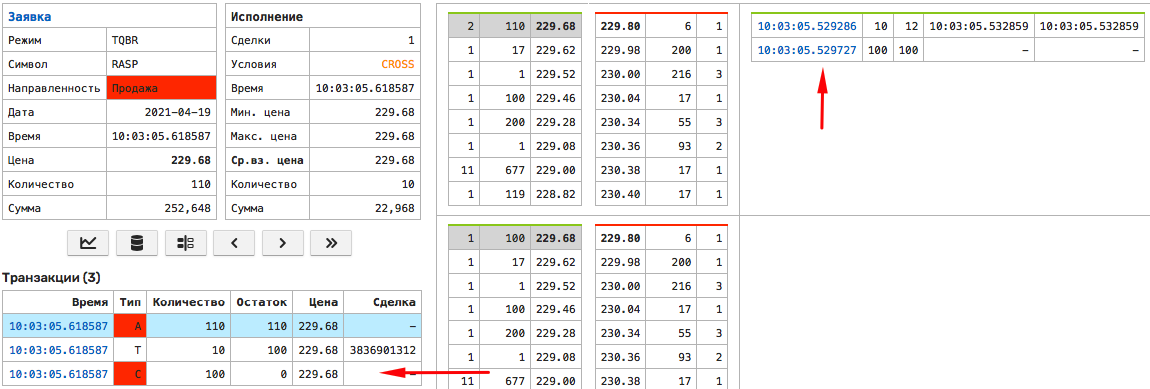 Заявка
Режим TQBR
Символ RASP
Направленность Продажа
Дата 2021-04-19
Время 10:03:05.618587
Цена 229.68
Количество 110
Сумма 252,648
Исполнение
Сделки 1
Условия CROSS
Время 10:03:05.618587
Мин. цена 229.68
Макс. цена 229.68
Ср.вз. цена 229.68
Количество 10
Сумма 22,968
Транзакции (3)
Время Тип Количество Остаток Цена Сделка
10:03:05.618587 A 110 110 229.68 –
10:03:05.618587 T 10 100 229.68 3836901312
10:03:05.618587 C 100 0 229.68 –
2 110 229.68 229.80 6 1
1 17 229.62 229.98 200 1
1 1 229.52 230.00 216 3
1 100 229.46 230.04 17 1
1 200 229.28 230.34 55 3
1 1 229.08 230.36 93 2
11 677 229.00 230.38 17 1
1 119 228.82 230.40 17 1
10:03:05.529286 10 12 10:03:05.532859 10:03:05.532859
10:03:05.529727 100 100 – –
1 100 229.68 229.80 6 1
1 17 229.62 229.98 200 1
1 1 229.52 230.00 216 3
1 100 229.46 230.04 17 1
1 200 229.28 230.34 55 3
1 1 229.08 230.36 93 2
11 677 229.00 230.38 17 1